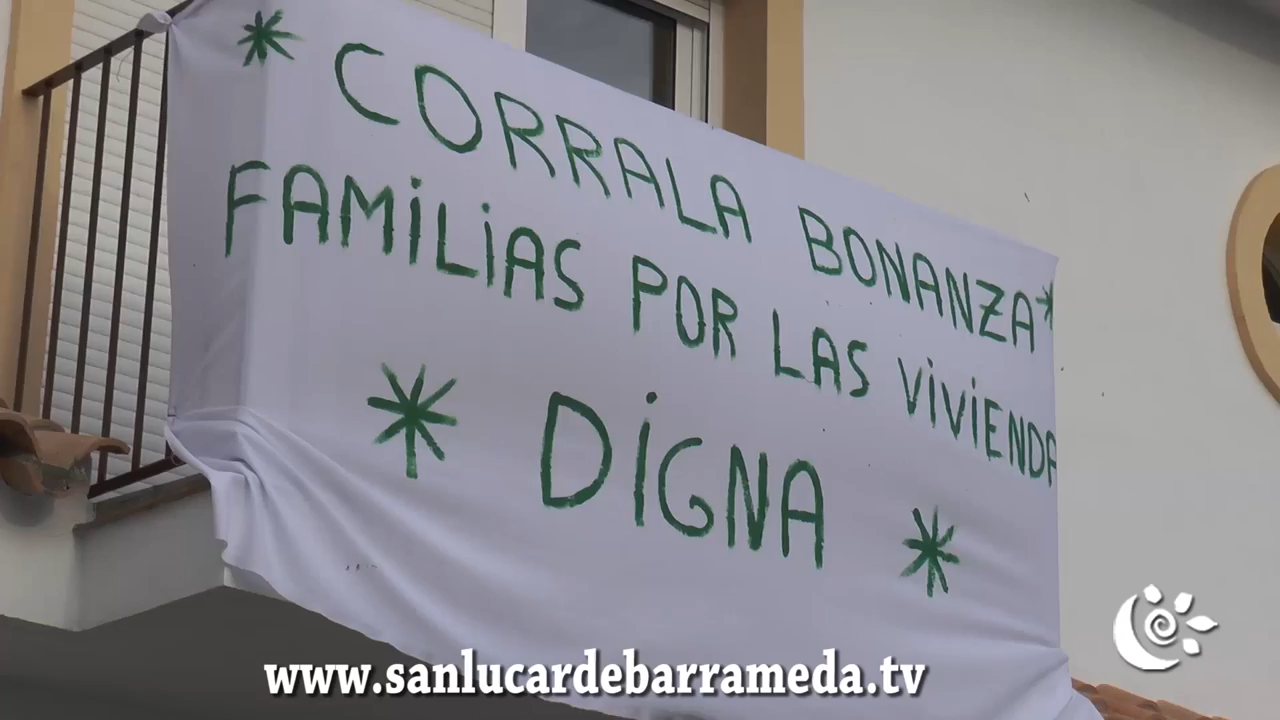 * CORRALA BONANZA *
FAMiLiAS POR LAS ViViENDA
* DiGNA *
www.sanlucardebarrameda.tv